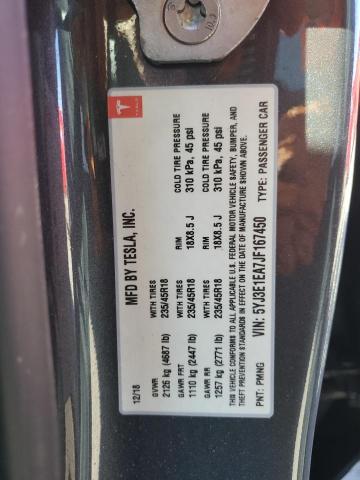 TESLA
MFD BY TESLA, INC.
12/18
GVWR WITH TIRES RIM COLD TIRE PRESSURE
2126 kg (4687 lb) 235/45R18 18X8.5 J 310 kPa, 45 psi
GAWR FRT WITH TIRES RIM COLD TIRE PRESSURE
1110 kg (2447 lb) 235/45R18 18X8.5 J 310 kPa, 45 psi
GAWR RR
1257 kg (2771 lb) 235/45R18
THIS VEHICLE CONFORMS TO ALL APPLICABLE U.S. FEDERAL MOTOR VEHICLE SAFETY, BUMPER, AND
THEFT PREVENTION STANDARDS IN EFFECT ON THE DATE OF MANUFACTURE SHOWN ABOVE.
VIN: 5YJ3E1EA7JF167450
PNT: PMNG TYPE: PASSENGER CAR